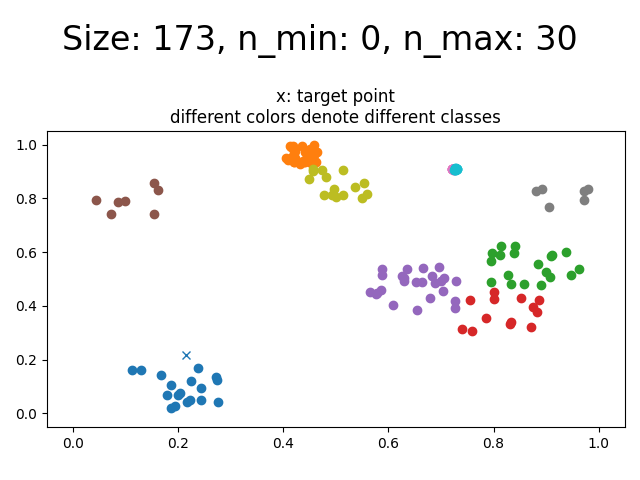 Size: 173, n_min: 0, n_max: 30
x: target point
different colors denote different classes
1.0
0.8
0.6
0.4
0.2
0.0
0.0 0.2 0.4 0.6 0.8 1.0